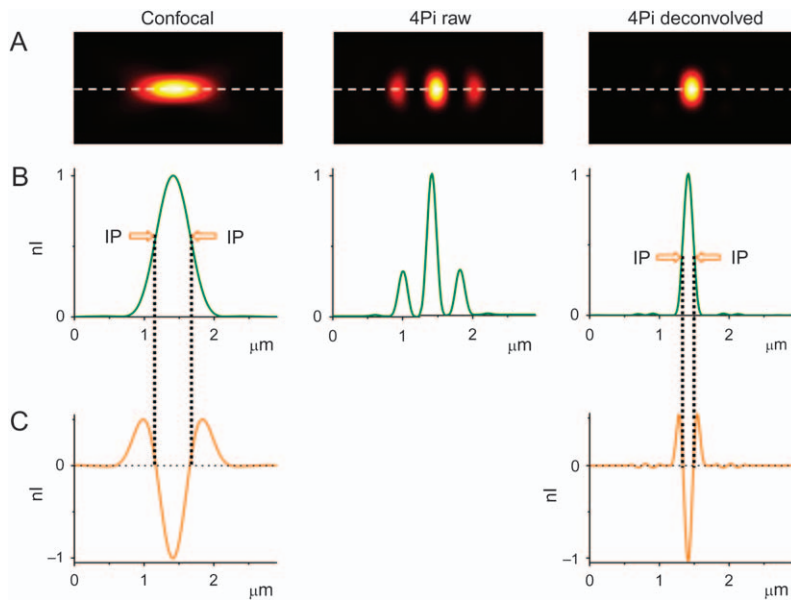 Confocal 4Pi raw 4Pi deconvolved
A
B
1 1 1
IP IP IP IP
nI
0 0 0
0 1 2 0 1 2 0 1 2
μm μm μm
C
0 0
nI nI
–1 –1
0 1 2 0 1 2
μm μm